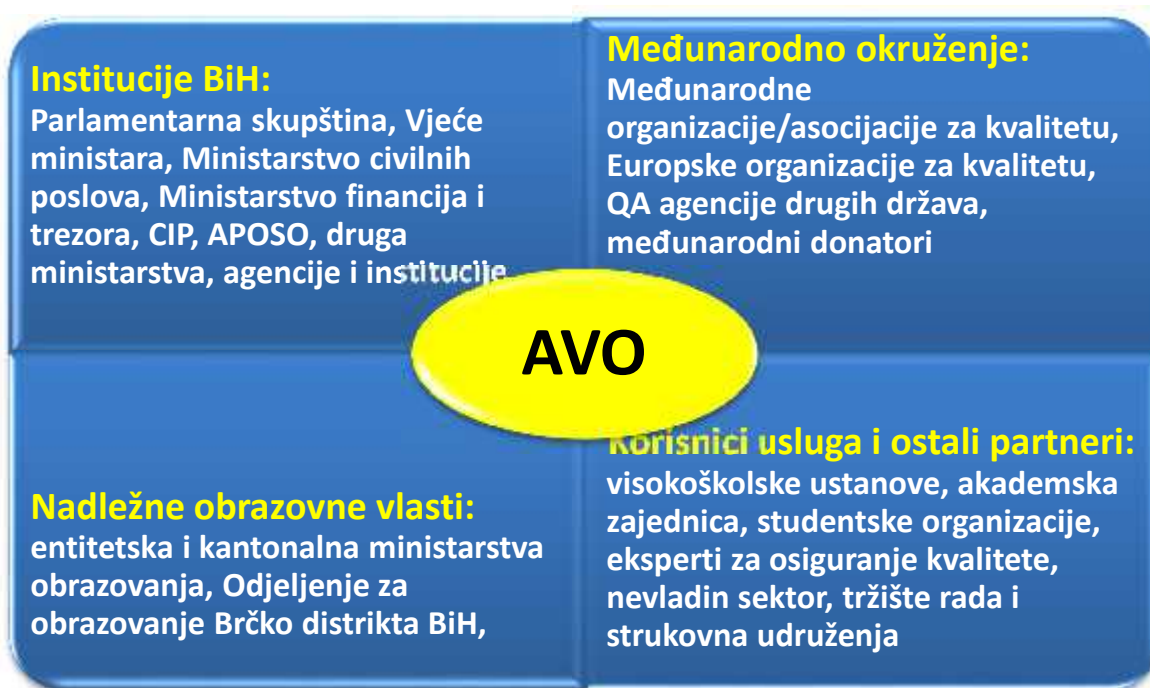 Institucije BiH:
Parlamentarna skupština, Vjeće
ministara, Ministarstvo civilnih
poslova, Ministarstvo financija i
trezora, CIP, APOSO, druga
ministarstva, agencije i institucije
Međunarodno okruženje:
Međunarodne
organizacije/asocijacije za kvalitetu,
Europske organizacije za kvalitetu,
QA agencije drugih država,
međunarodni donatori
AVO
Nadležne obrazovne vlasti:
entitetska i kantonalna ministarstva
obrazovanja, Odjeljenje za
obrazovanje Brčko distrikta BiH,
Korisnici usluga i ostali partneri:
visokoškolske ustanove, akademska
zajednica, studentske organizacije,
eksperti za osiguranje kvalitete,
nevladin sektor, tržište rada i
strukovna udruženja